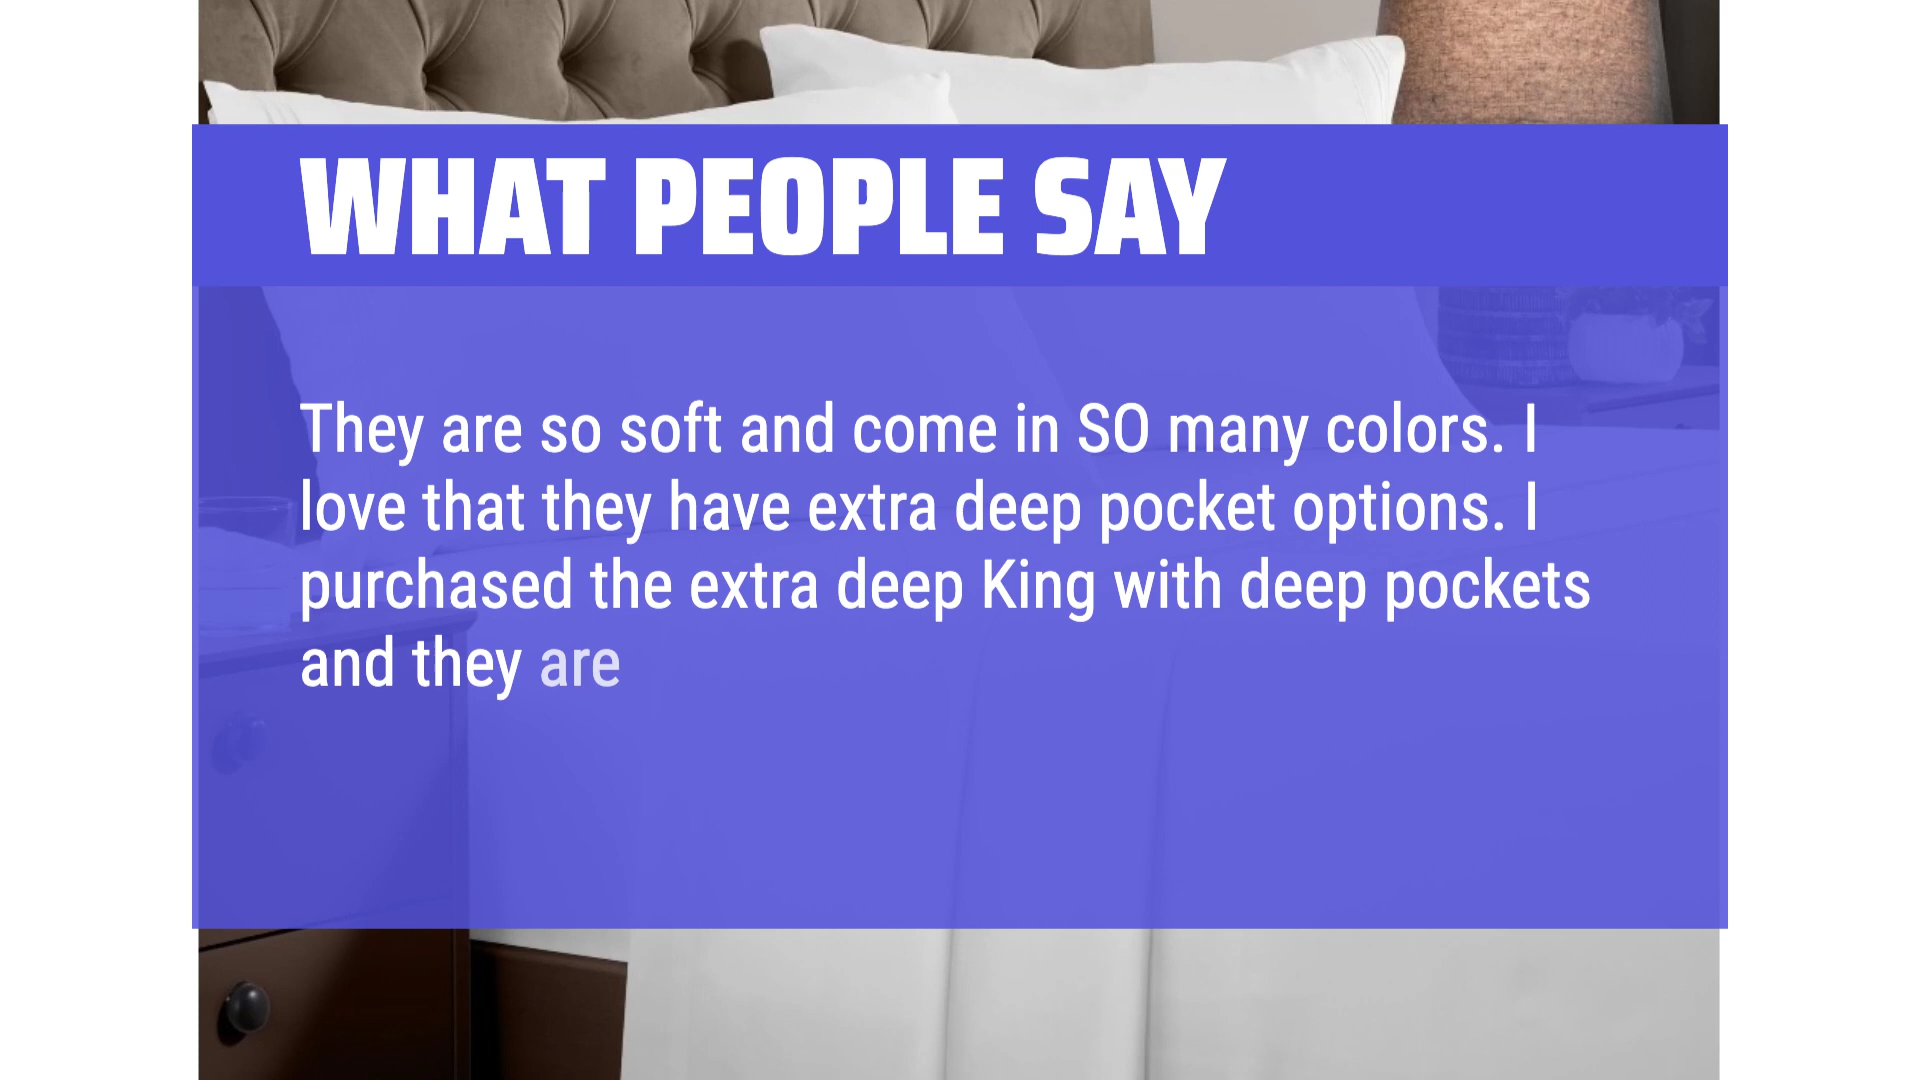 WHAT PEOPLE SAY
They are so soft and come in SO many colors. I
love that they have extra deep pocket options. I
purchased the extra deep King with deep pockets
and they are